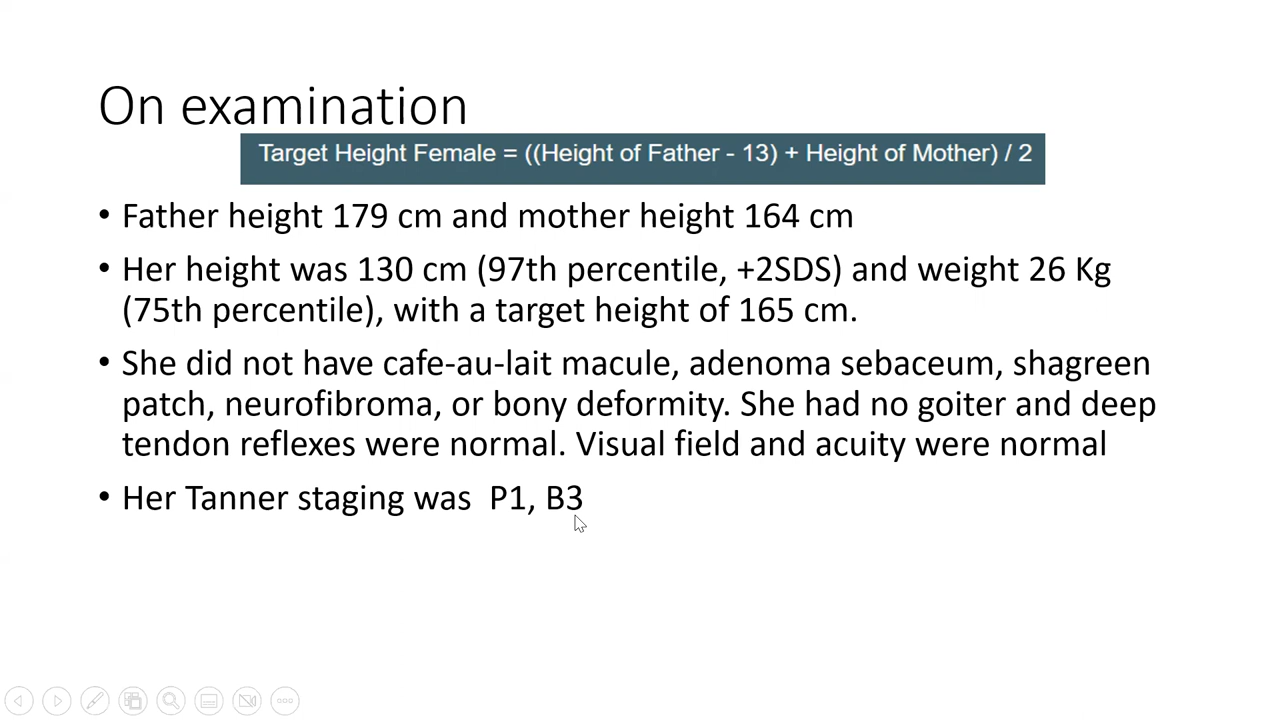 On examination
Target Height Female = ((Height of Father - 13) + Height of Mother) / 2
• Father height 179 cm and mother height 164 cm
• Her height was 130 cm (97th percentile, +2SDS) and weight 26 Kg
(75th percentile), with a target height of 165 cm.
• She did not have cafe-au-lait macule, adenoma sebaceum, shagreen
patch, neurofibroma, or bony deformity. She had no goiter and deep
tendon reflexes were normal. Visual field and acuity were normal
• Her Tanner staging was  P1, B3